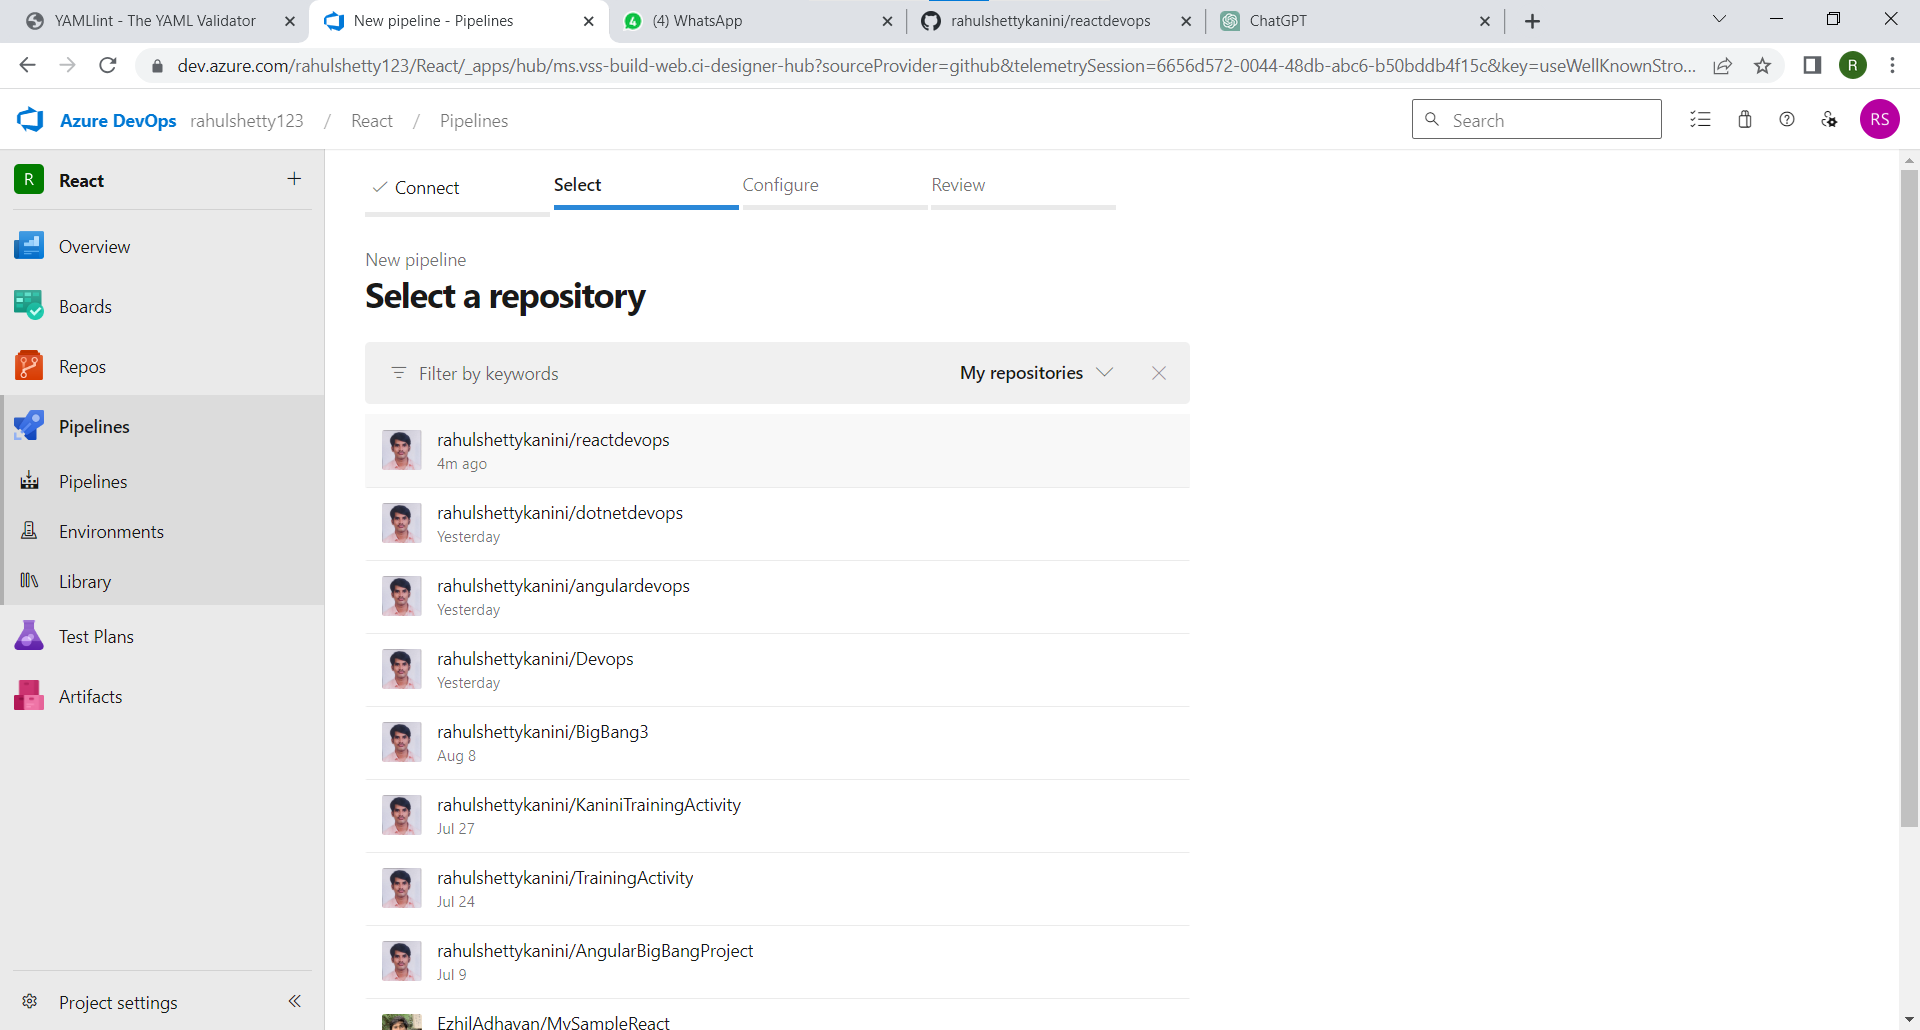 YAMLlint - The YAML Validator
New pipeline - Pipelines
(4) WhatsApp
rahulshettykanini/reactdevops
ChatGPT
dev.azure.com/rahulshetty123/React/_apps/hub/ms.vss-build-web.ci-designer-hub?sourceProvider=github&telemetrySession=6656d572-0044-48db-abc6-b50bddb4f15c&key=useWellKnownStro...
R
Azure DevOps rahulshetty123 / React / Pipelines
Search
RS
R React
Overview
Boards
Repos
Pipelines
Pipelines
Environments
Library
Test Plans
Artifacts
Project settings
Connect
Select
Configure
Review
New pipeline
Select a repository
Filter by keywords
My repositories
rahulshettykanini/reactdevops
4m ago
rahulshettykanini/dotnetdevops
Yesterday
rahulshettykanini/angulardevops
Yesterday
rahulshettykanini/Devops
Yesterday
rahulshettykanini/BigBang3
Aug 8
rahulshettykanini/KaniniTrainingActivity
Jul 27
rahulshettykanini/TrainingActivity
Jul 24
rahulshettykanini/AngularBigBangProject
Jul 9
EzhilAdhavan/MySampleReact